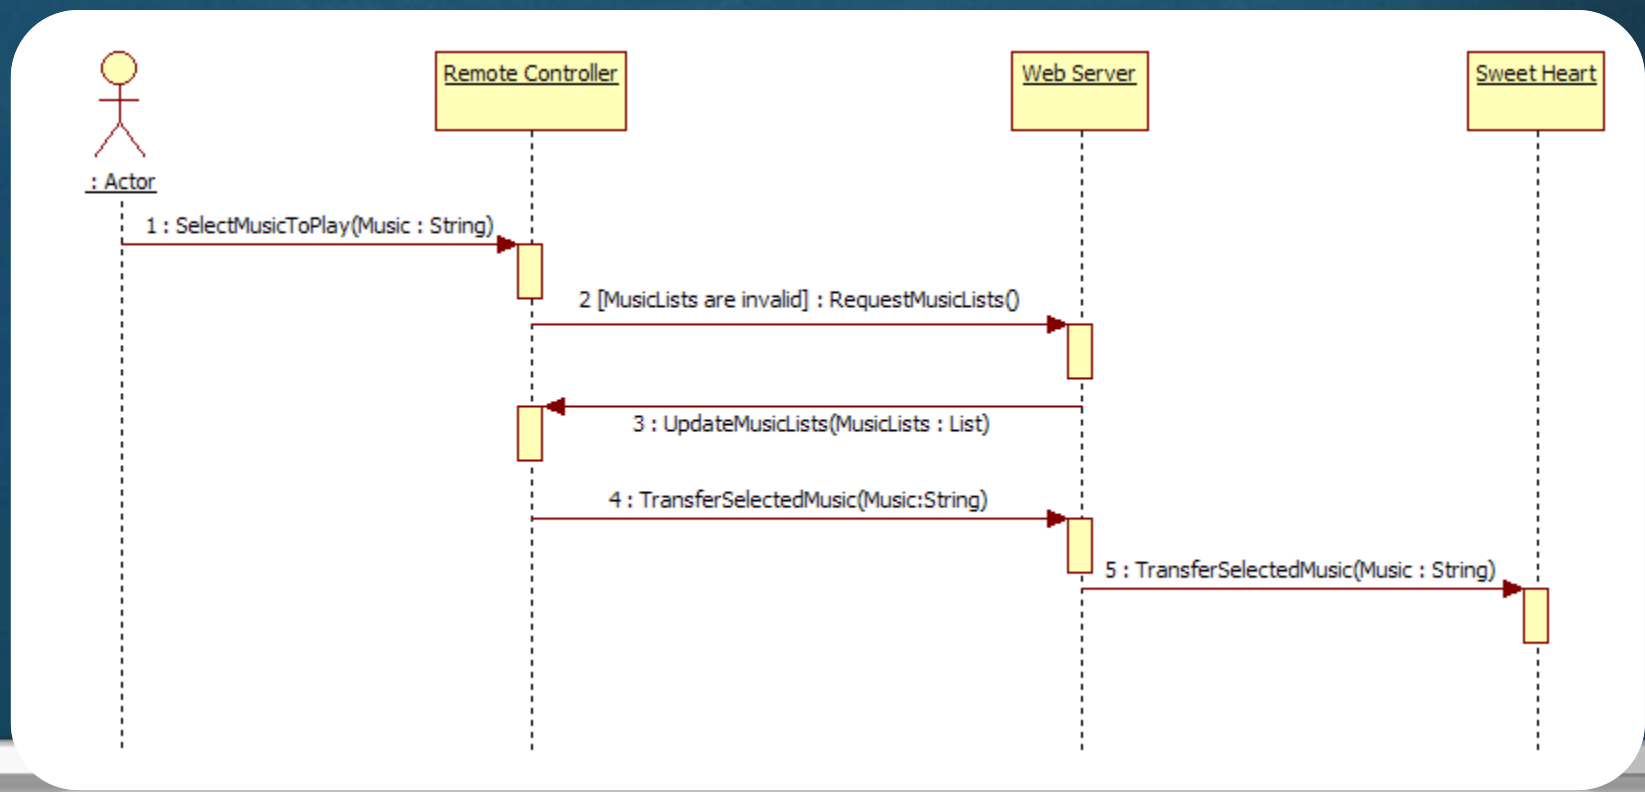 Remote Controller
Web Server
Sweet Heart
: Actor
1 : SelectMusicToPlay(Music : String)
2 [MusicLists are invalid] : RequestMusicLists()
3 : UpdateMusicLists(MusicLists : List)
4 : TransferSelectedMusic(Music:String)
5 : TransferSelectedMusic(Music : String)